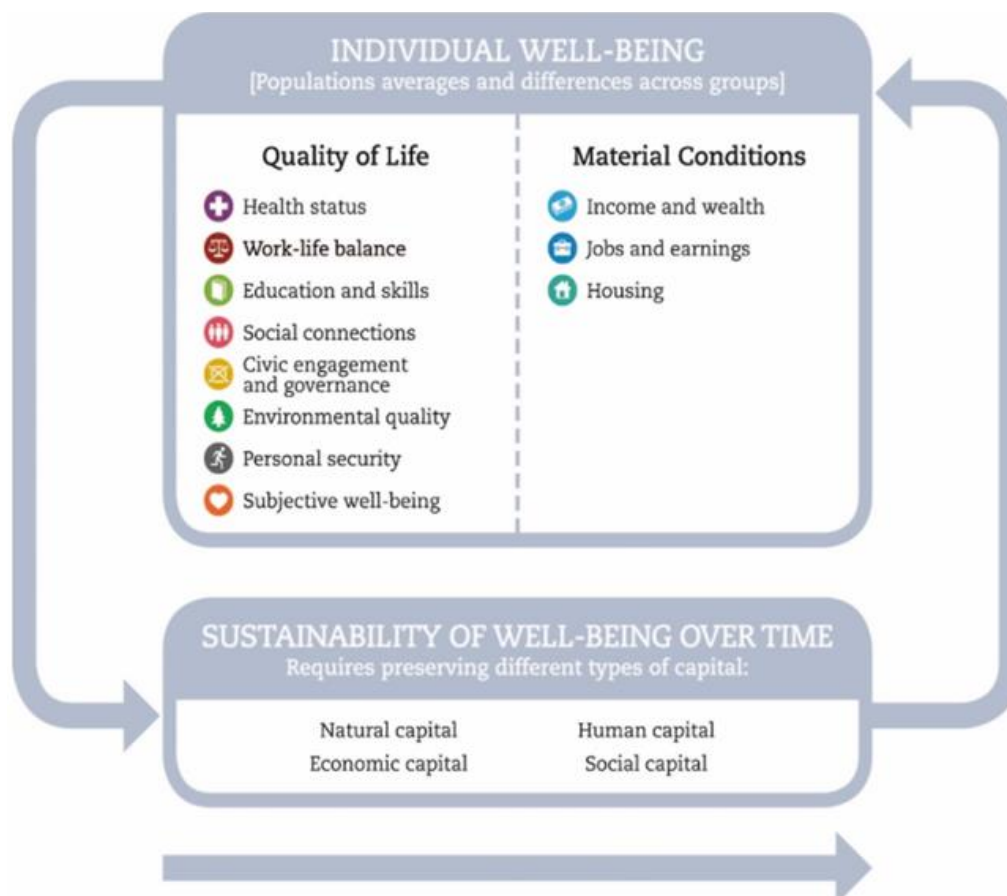 INDIVIDUAL WELL-BEING
[Populations averages and differences across groups]
Quality of Life
Health status
Work-life balance
Education and skills
Social connections
Civic engagement
and governance
Environmental quality
Personal security
Subjective well-being
Material Conditions
Income and wealth
Jobs and earnings
Housing
SUSTAINABILITY OF WELL-BEING OVER TIME
Requires preserving different types of capital:
Natural capital
Human capital
Economic capital
Social capital